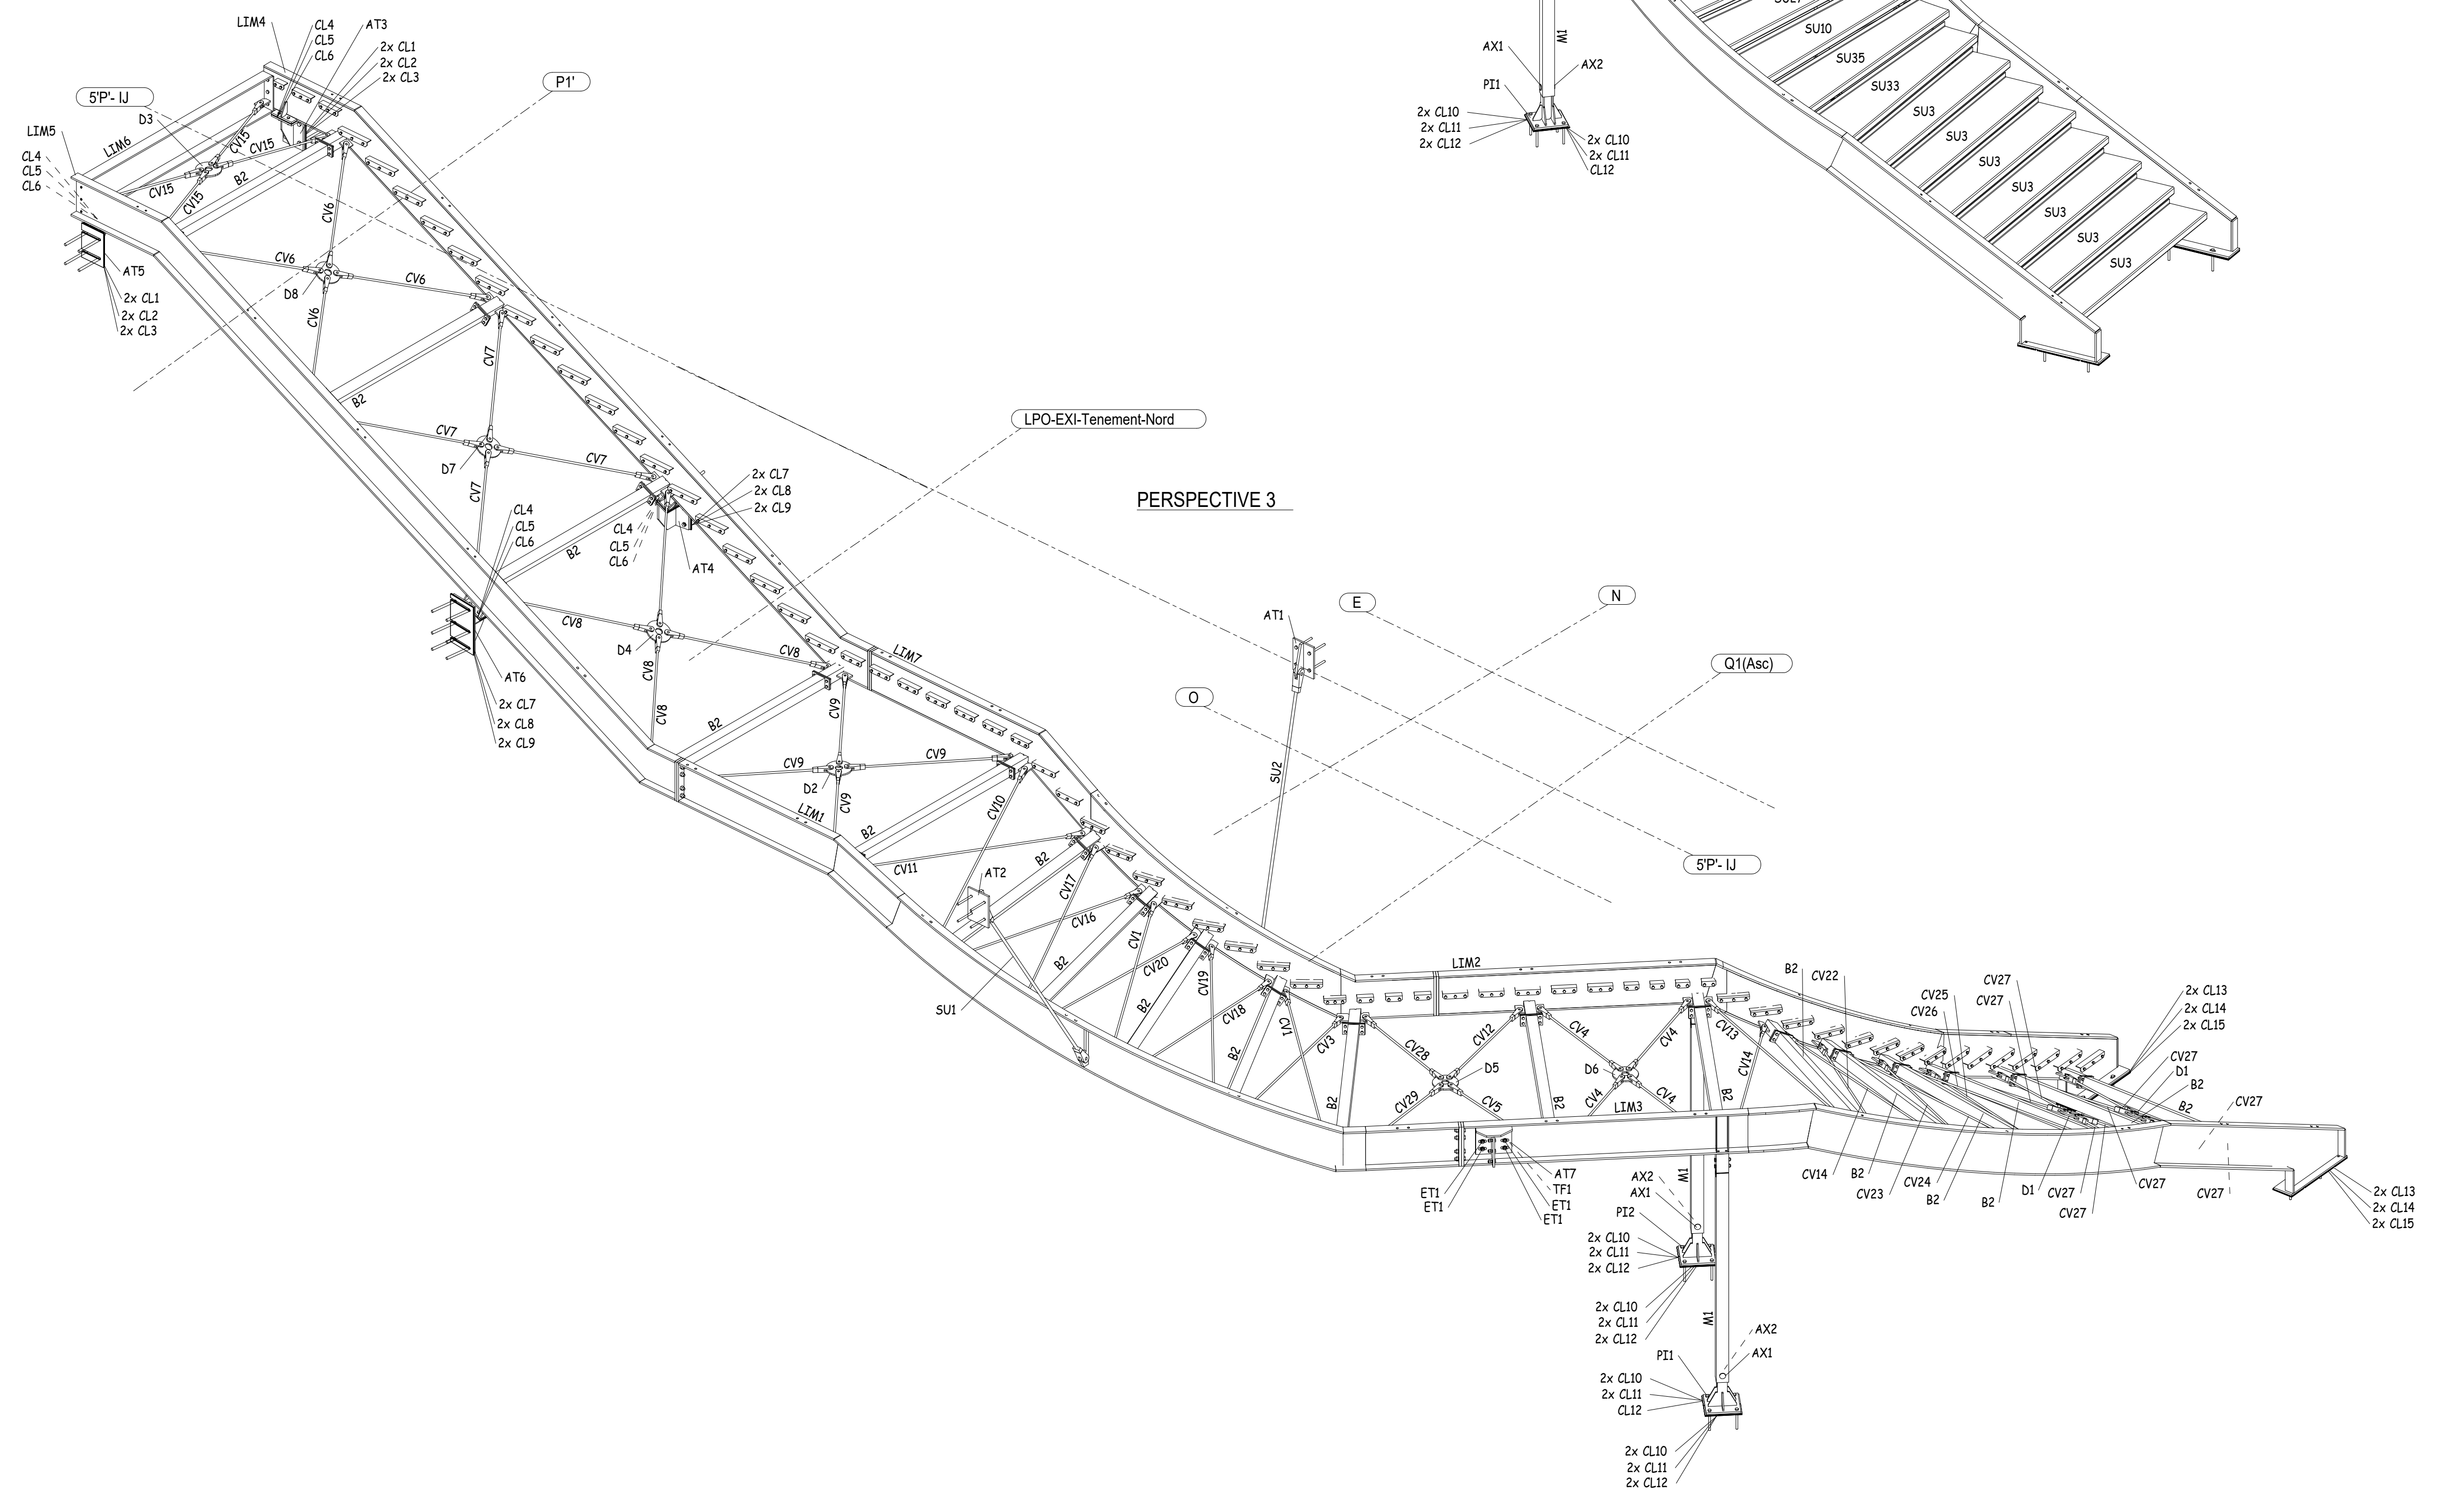 LIM4
CL4
CL5
CL6
AT3
2x CL1
2x CL2
2x CL3
P1'
5'P'- IJ
D3
LIM5
LIM6
CL4
CL5
CL6
CV15
CV15
CV15
CV15
B2
AT5
2x CL1
2x CL2
2x CL3
CV6
CV6
CV6
CV6
D8
B2
CV7
CV7
CV7
CV7
D7
LPO-EXI-Tenement-Nord
2x CL7
2x CL8
2x CL9
CL4
CL5
CL6
CL4
CL5
CL6
B2
AT4
AT6
2x CL7
2x CL8
2x CL9
CV8
CV8
CV8
CV8
D4
B2
LIM7
CV9
CV9
CV9
CV9
D2
LIM1
B2
CV10
CV11
AT2
B2
CV17
CV16
B2
CV1
CV20
SU1
B2
CV19
CV18
B2
CV1
CV3
B2
PERSPECTIVE 3
AT1
SU2
E
N
O
Q1(Asc)
5'P'- IJ
LIM2
CV28
CV12
D5
CV29
CV5
B2
CV4
CV4
D6
CV4
CV4
LIM3
B2
CV13
CV14
B2
CV22
CV25
CV27
CV26
2x CL13
2x CL14
2x CL15
CV27
D1
B2
B2
CV27
CV14
B2
CV23
CV24
B2
B2
D1
CV27
CV27
CV27
CV27
2x CL13
2x CL14
2x CL15
ET1
ET1
AT7
TF1
ET1
ET1
M1
AX2
AX1
PI2
2x CL10
2x CL11
2x CL12
2x CL10
2x CL11
2x CL12
M1
AX2
AX1
PI1
2x CL10
2x CL11
CL12
2x CL10
2x CL11
2x CL12
M1
AX1
AX2
PI1
2x CL10
2x CL11
2x CL12
2x CL10
2x CL11
CL12
SU27
SU10
SU35
SU33
SU3
SU3
SU3
SU3
SU3
SU3
SU3